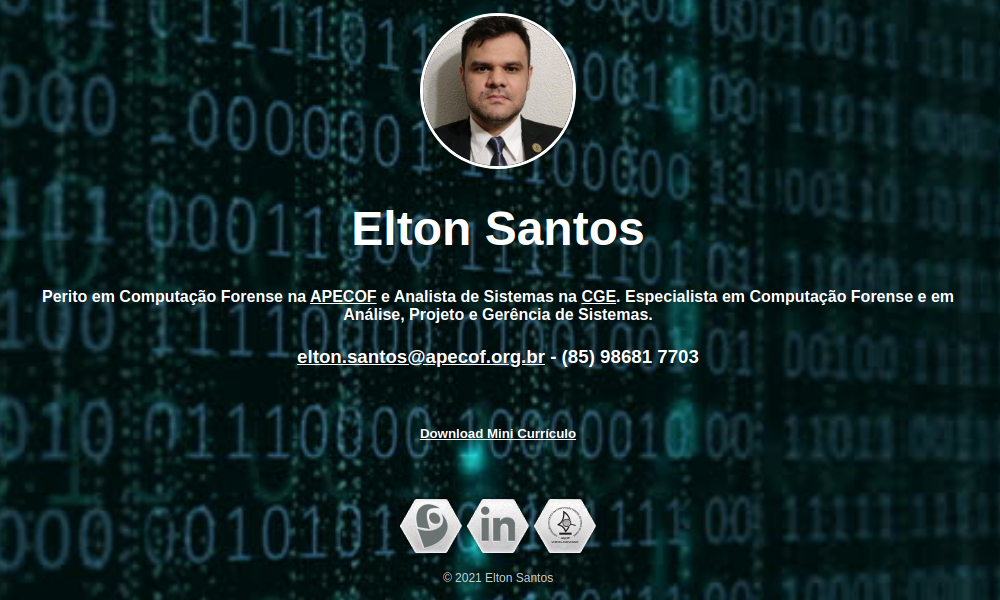 Elton Santos
Perito em Computação Forense na APECOF e Analista de Sistemas na CGE. Especialista em Computação Forense e em
Análise, Projeto e Gerência de Sistemas.
elton.santos@apecof.org.br - (85) 98681 7703
Download Mini Currículo
in
© 2021 Elton Santos